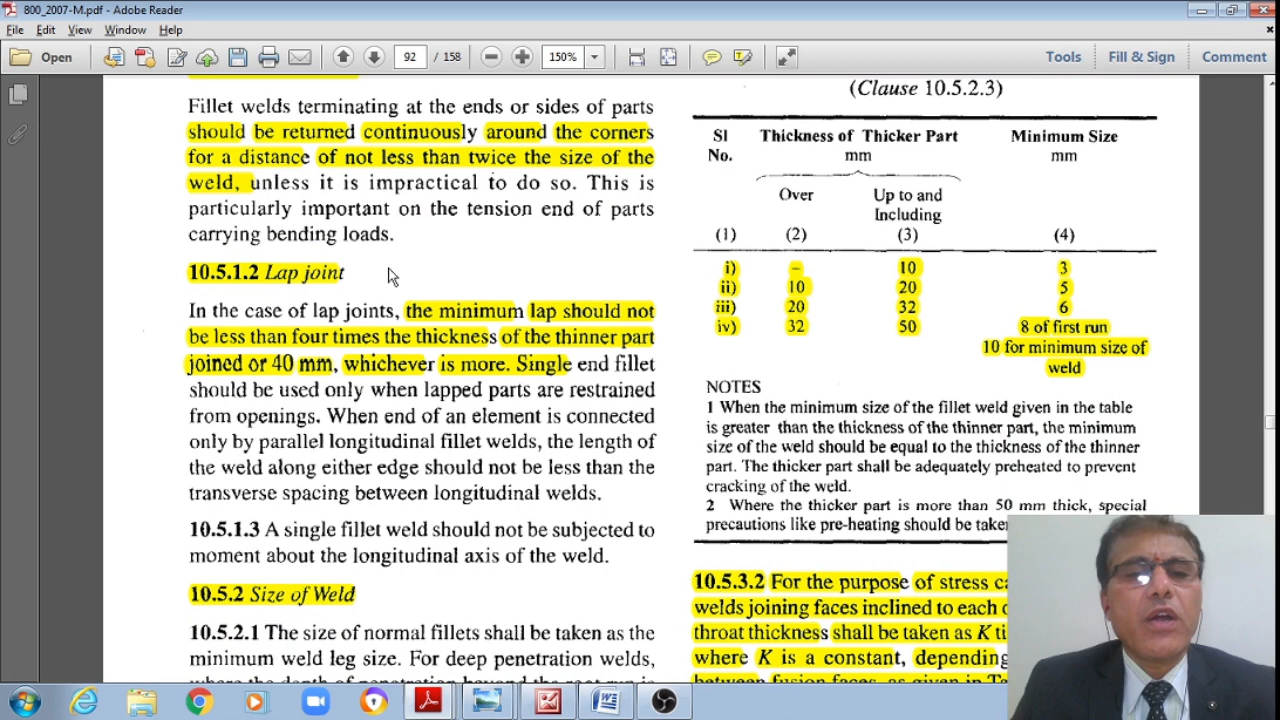 800_2007-M.pdf - Adobe Reader
File Edit View Window Help
Open 92 / 158 150% Tools Fill & Sign Comment
Fillet welds terminating at the ends or sides of parts
should be returned continuously around the corners
for a distance of not less than twice the size of the
weld, unless it is impractical to do so. This is
particularly important on the tension end of parts
carrying bending loads.
10.5.1.2 Lap joint
In the case of lap joints, the minimum lap should not
be less than four times the thickness of the thinner part
joined or 40 mm, whichever is more. Single end fillet
should be used only when lapped parts are restrained
from openings. When end of an element is connected
only by parallel longitudinal fillet welds, the length of
the weld along either edge should not be less than the
transverse spacing between longitudinal welds.
10.5.1.3 A single fillet weld should not be subjected to
moment about the longitudinal axis of the weld.
10.5.2 Size of Weld
10.5.2.1 The size of normal fillets shall be taken as the
minimum weld leg size. For deep penetration welds,
where the depth of penetration beyond the root run is
(Clause 10.5.2.3)
Sl Thickness of Thicker Part Minimum Size
No. mm mm
Over Up to and
Including
(1) (2) (3) (4)
i) – 10 3
ii) 10 20 5
iii) 20 32 6
iv) 32 50 8 of first run
10 for minimum size of
weld
NOTES
1 When the minimum size of the fillet weld given in the table
is greater than the thickness of the thinner part, the minimum
size of the weld should be equal to the thickness of the thinner
part. The thicker part shall be adequately preheated to prevent
cracking of the weld.
2 Where the thicker part is more than 50 mm thick, special
precautions like pre-heating should be taken
10.5.3.2 For the purpose of stress
welds joining faces inclined to each
throat thickness shall be taken as K
where K is a constant, depending
between fusion faces, as given in